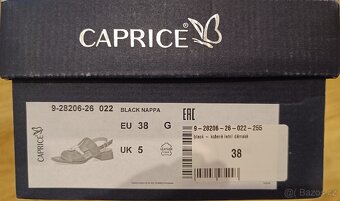 CAPRICE®
9-28206-26 022 BLACK NAPPA
CAPRICE
EU 38 G
UK 5
EAC
9-28206-26-022-255
38